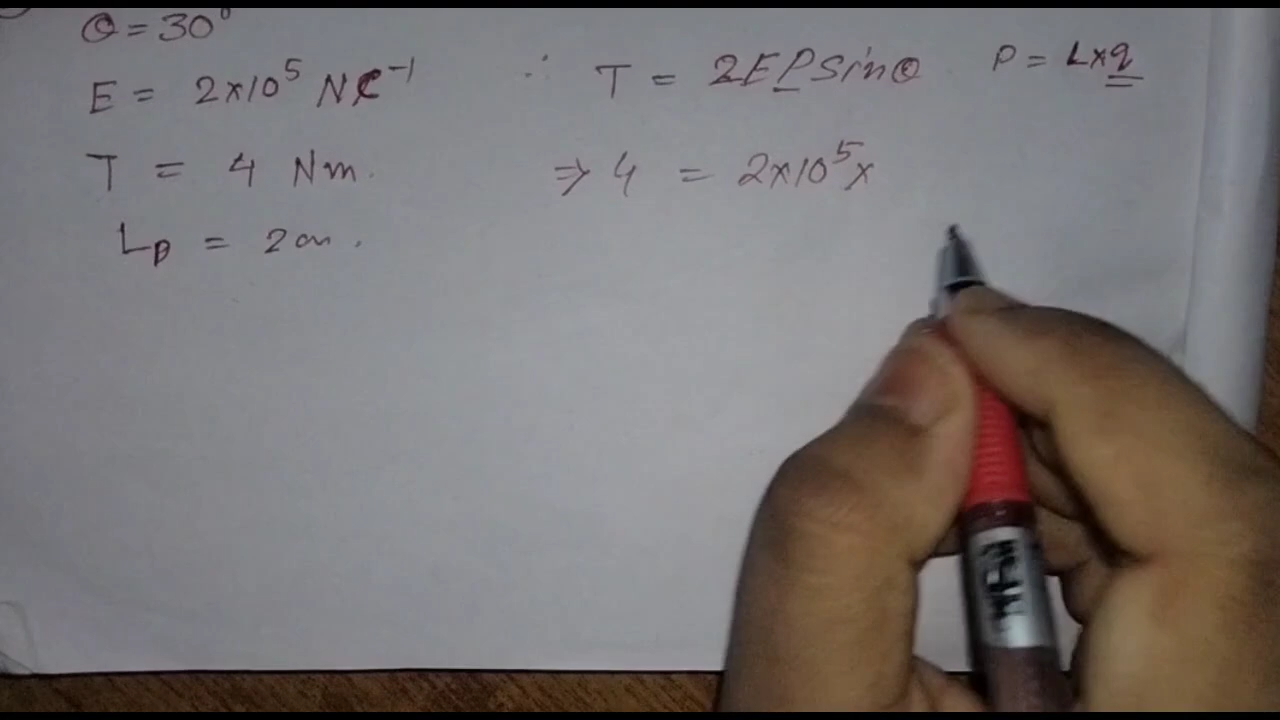 θ = 30°
E = 2×10⁵ NC⁻¹
∴ T = 2EPSinθ P = L×q
T = 4 Nm.
⇒ 4 = 2×10⁵×
Lp = 2cm.